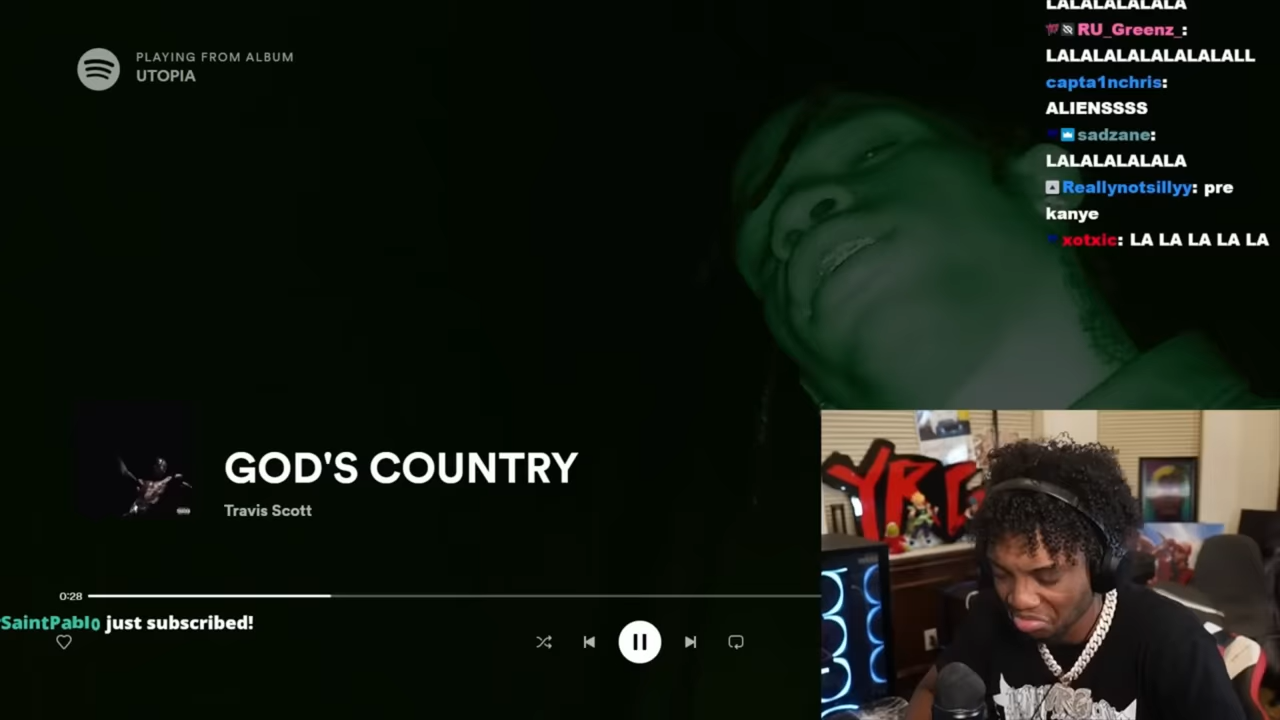 PLAYING FROM ALBUM
UTOPIA
LALALALALALA
RU_Greenz_:
LALALALALALALALALL
capta1nchris:
ALIENSSSS
sadzane:
LALALALALALA
Reallynotsillyy: pre
kanye
xotxic: LA LA LA LA LA
GOD'S COUNTRY
Travis Scott
0:28
SaintPabl0 just subscribed!
YRG